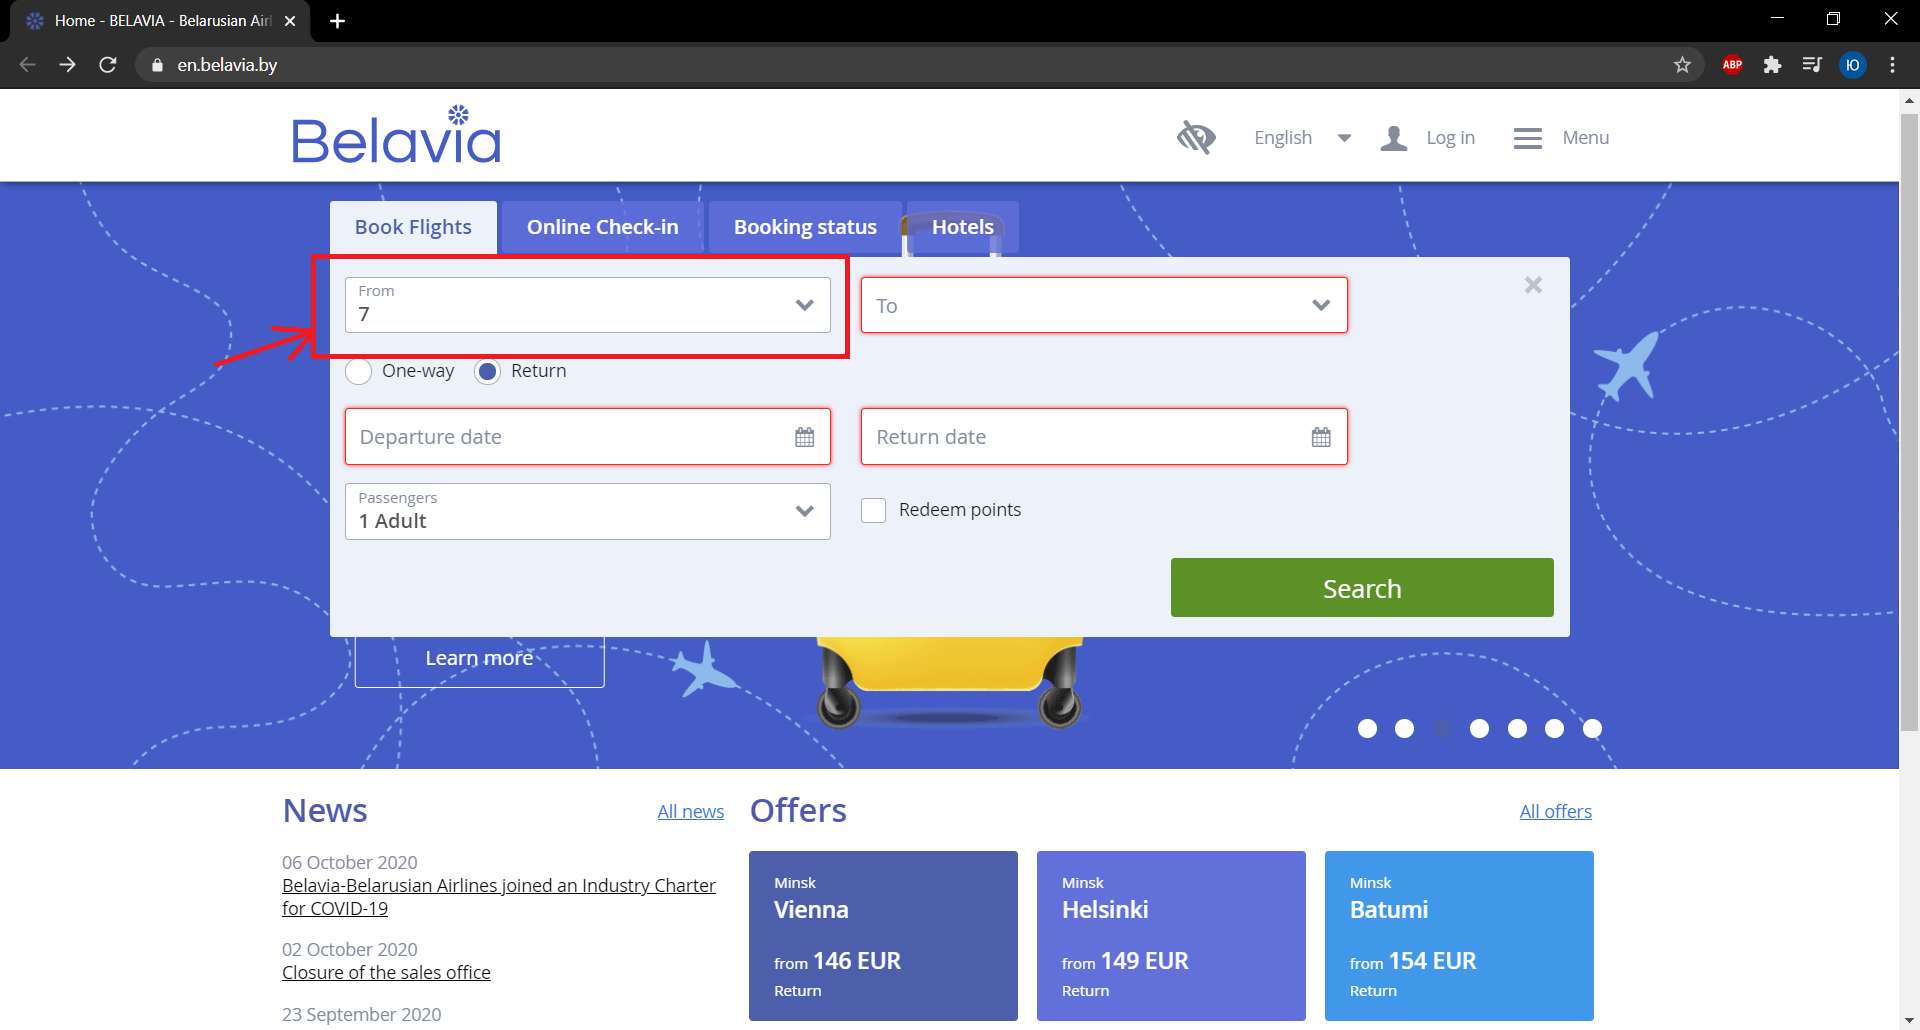 Home - BELAVIA - Belarusian Airl
en.belavia.by
ABP
Ю
Belavia
English
Log in
Menu
Book Flights
Online Check-in
Booking status
Hotels
From
7
To
One-way
Return
Departure date
Return date
Passengers
1 Adult
Redeem points
Search
Learn more
News
All news
06 October 2020
Belavia-Belarusian Airlines joined an Industry Charter
for COVID-19
02 October 2020
Closure of the sales office
23 September 2020
Offers
All offers
Minsk
Vienna
from 146 EUR
Return
Minsk
Helsinki
from 149 EUR
Return
Minsk
Batumi
from 154 EUR
Return